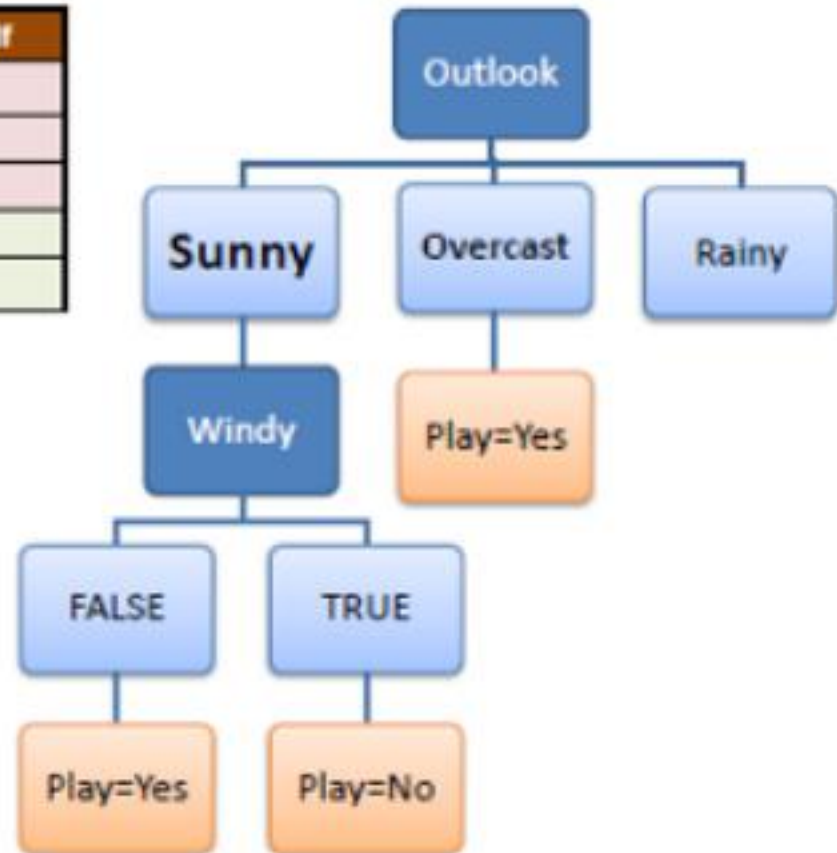 Outlook
Sunny
Overcast
Rainy
Windy
Play=Yes
FALSE
TRUE
Play=Yes
Play=No